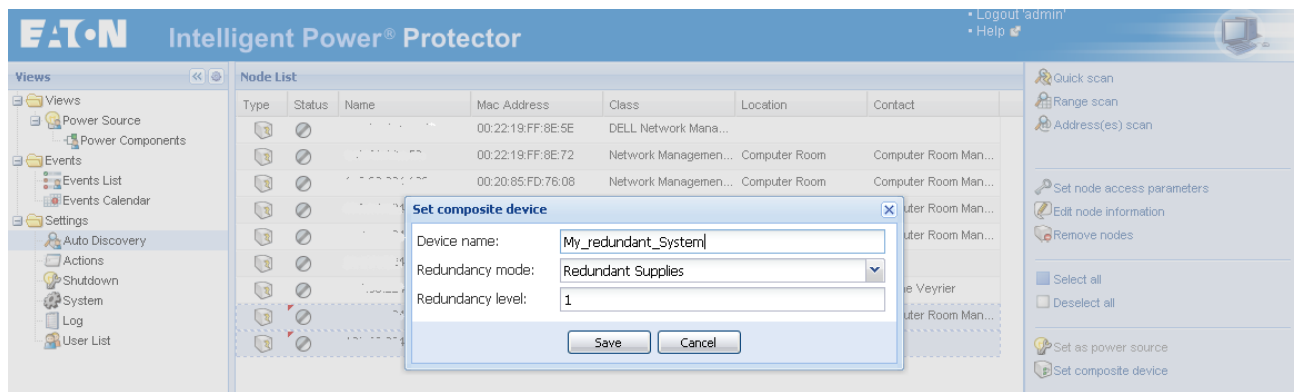 • Logout 'admin'
• Help
EATON Intelligent Power® Protector
Views
Views
Power Source
Power Components
Events
Events List
Events Calendar
Settings
Auto Discovery
Actions
Shutdown
System
Log
User List
Node List
Type Status Name Mac Address Class Location Contact
00:22:19:FF:8E:5E DELL Network Mana...
00:22:19:FF:8E:72 Network Managemen... Computer Room Computer Room Man...
00:20:85:FD:76:08 Network Managemen... Computer Room Computer Room Man...
uter Room Man...
uter Room Man...
e Veyrier
uter Room Man...
Set composite device
Device name: My_redundant_System
Redundancy mode: Redundant Supplies
Redundancy level: 1
Save Cancel
Quick scan
Range scan
Address(es) scan
Set node access parameters
Edit node information
Remove nodes
Select all
Deselect all
Set as power source
Set composite device